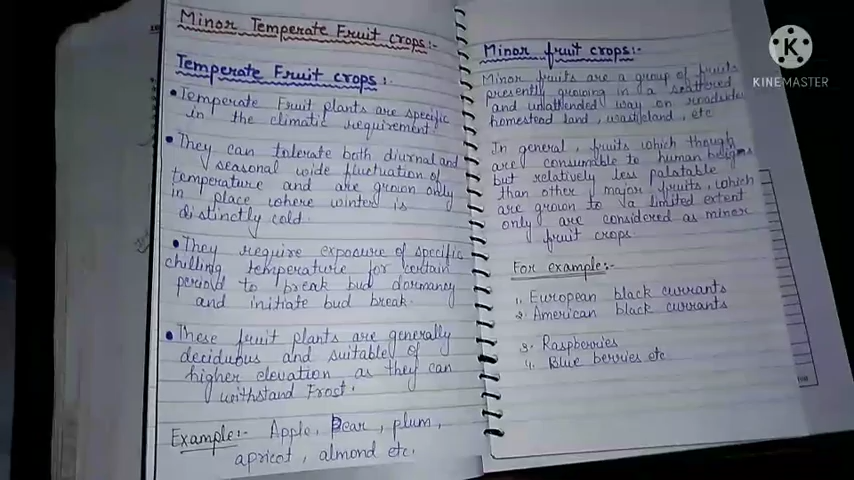 Minor Temperate Fruit crops:-
Temperate Fruit crops:-
• Temperate Fruit plants are specific
in the climatic requirement.
• They can tolerate both diurnal and
seasonal wide fluctuation of
temperature and are grown only
in place where winter is
distinctly cold.
• They require exposure of specific
chilling temperature for certain
period to break bud dormancy
and initiate bud break.
• These fruit plants are generally
deciduous and suitable of
higher elevation as they can
withstand Frost.
Example:- Apple, Pear, plum,
apricot, almond etc.
Minor fruit crops:-
Minor fruits are a group of fruits
presently growing in a scattered
and unattended way on roadside
homestead land, wasteland, etc
In general, fruits which though
are consumable to human beigns
but relatively less palatable
than other major fruits, which
are grown to a limited extent
only are considered as minor
fruit crops.
For example:-
1. European black currants
2. American black currants
3. Raspberries
4. Blue berries etc
K
KINEMASTER